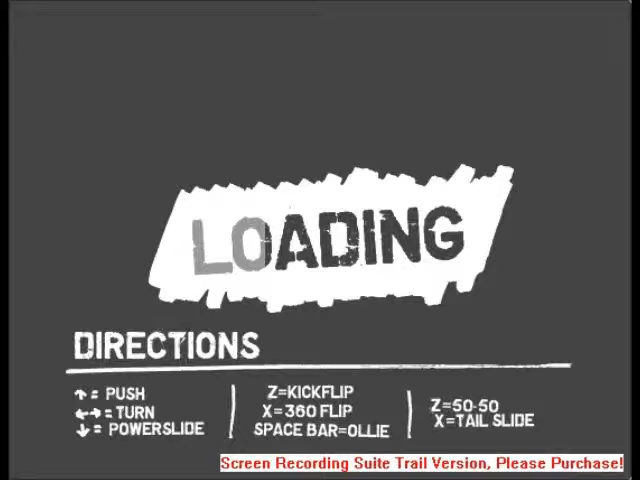 LOADING
DIRECTIONS
↑= PUSH
←→= TURN
↓= POWERSLIDE
Z=KICKFLIP
X=360 FLIP
SPACE BAR=OLLIE
Z=50-50
X=TAIL SLIDE
Screen Recording Suite Trail Version, Please Purchase!